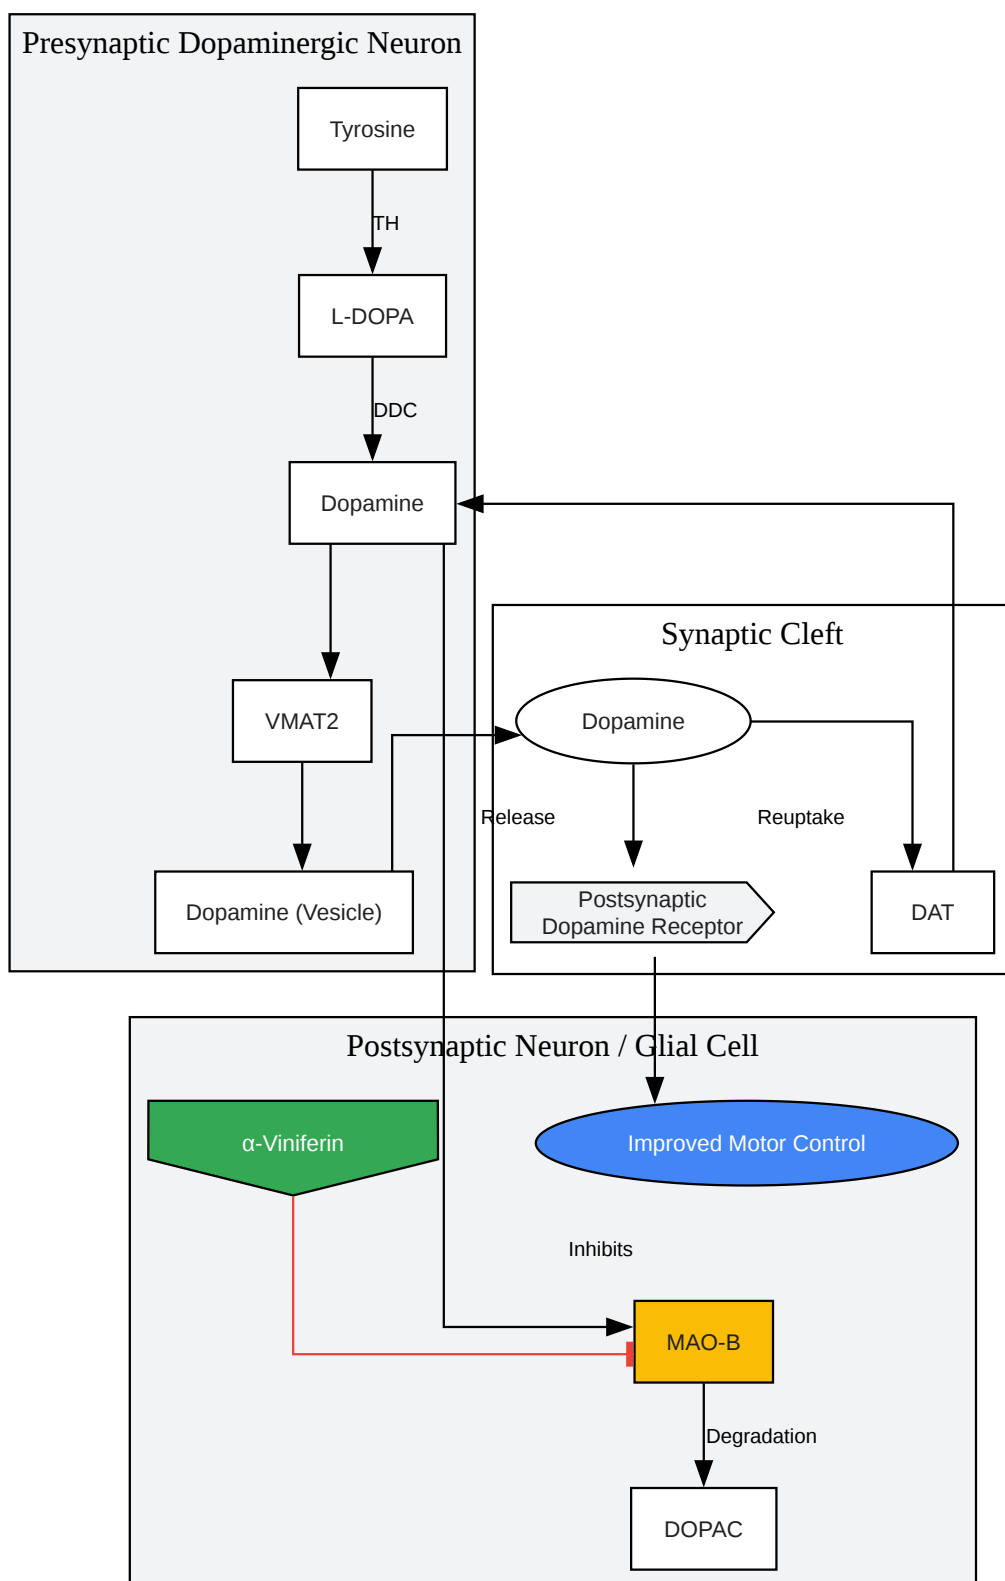 Presynaptic Dopaminergic Neuron
Tyrosine
TH
L-DOPA
DDC
Dopamine
VMAT2
Dopamine (Vesicle)
Synaptic Cleft
Dopamine
Release
Reuptake
Postsynaptic
Dopamine Receptor
DAT
Postsynaptic Neuron / Glial Cell
α-Viniferin
Improved Motor Control
Inhibits
MAO-B
Degradation
DOPAC